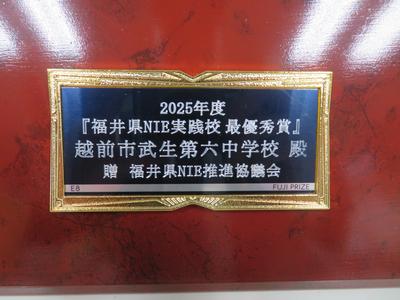 2025年度
『福井県NIE実践校 最優秀賞』
越前市武生第六中学校 殿
贈 福井県NIE推進協議会
E8 FUJI PRIZE